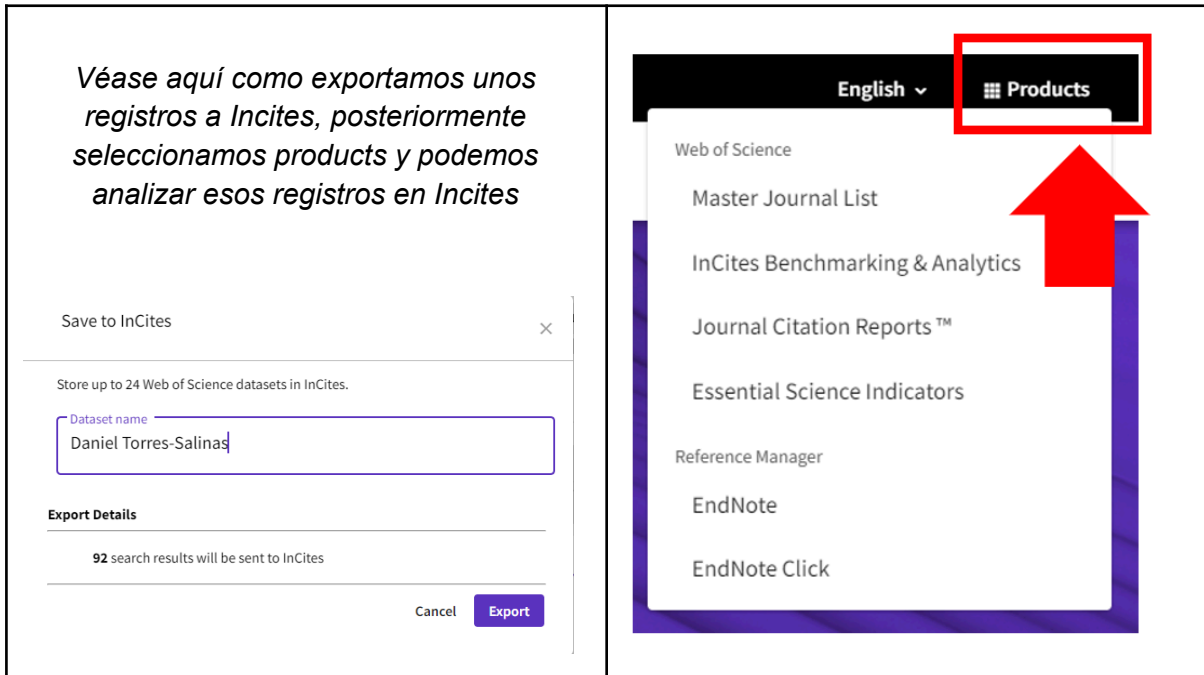 Véase aquí como exportamos unos
registros a Incites, posteriormente
seleccionamos products y podemos
analizar esos registros en Incites
Save to InCites
×
Store up to 24 Web of Science datasets in InCites.
Dataset name
Daniel Torres-Salinas
Export Details
92 search results will be sent to InCites
Cancel Export
English Products
Web of Science
Master Journal List
InCites Benchmarking & Analytics
Journal Citation Reports ™
Essential Science Indicators
Reference Manager
EndNote
EndNote Click